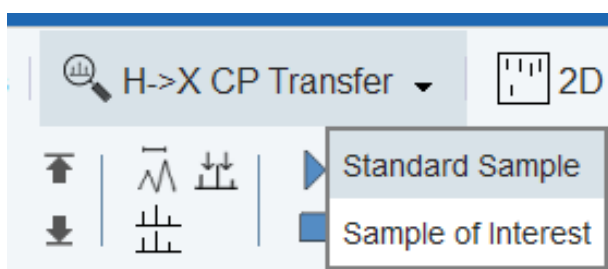 H->X CP Transfer
2D
Standard Sample
Sample of Interest